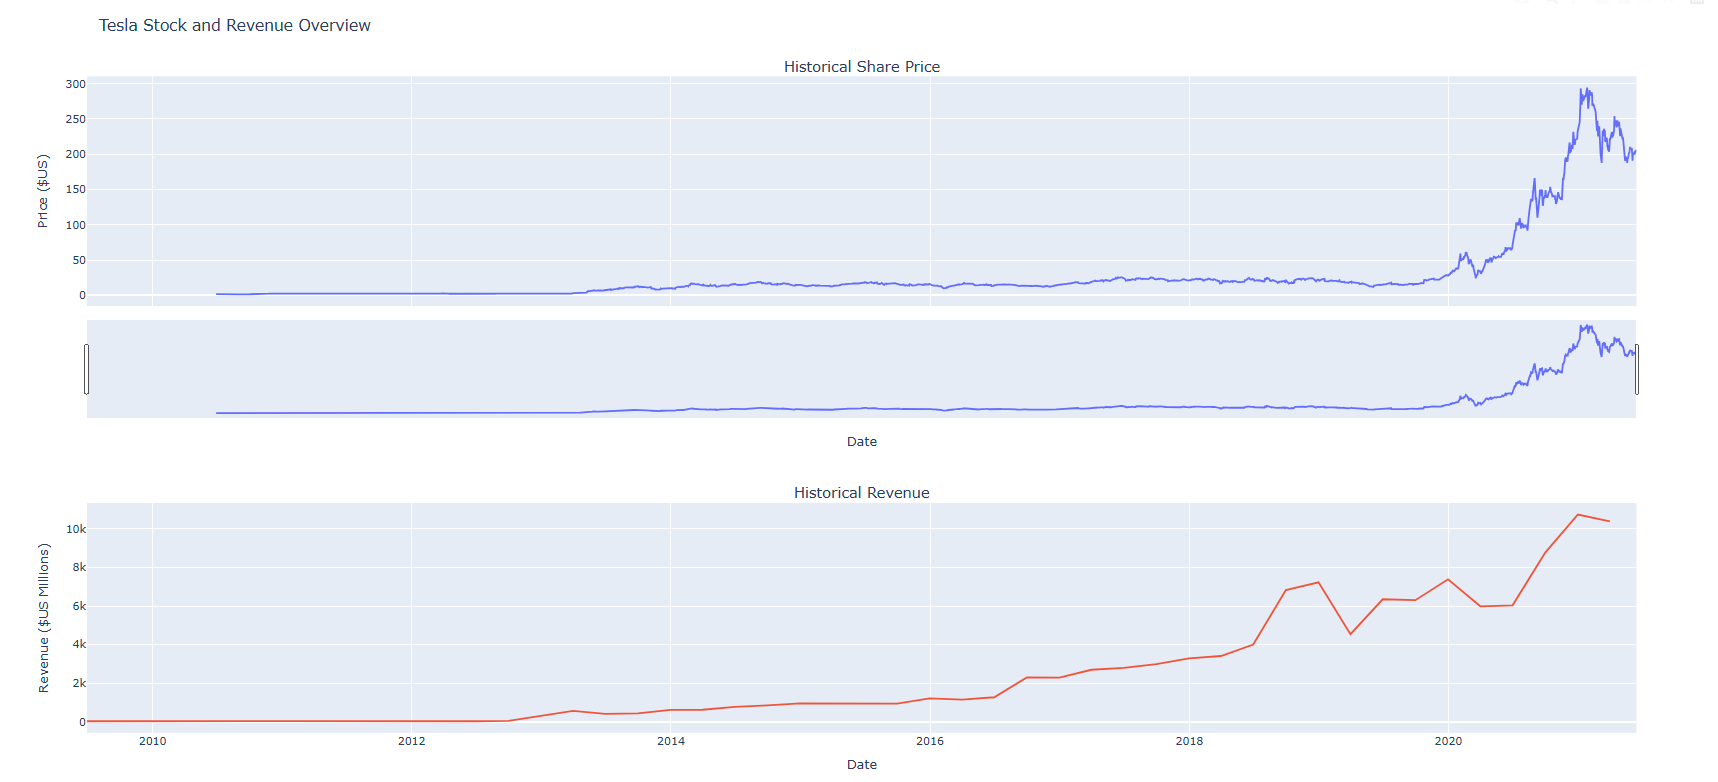 Tesla Stock and Revenue Overview
Historical Share Price
300
250
200
150
100
50
0
Price ($US)
Date
Historical Revenue
10k
8k
6k
4k
2k
0
Revenue ($US Millions)
2010 2012 2014 2016 2018 2020
Date